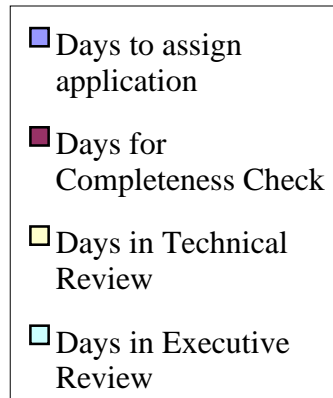 Days to assign
application
Days for
Completeness Check
Days in Technical
Review
Days in Executive
Review